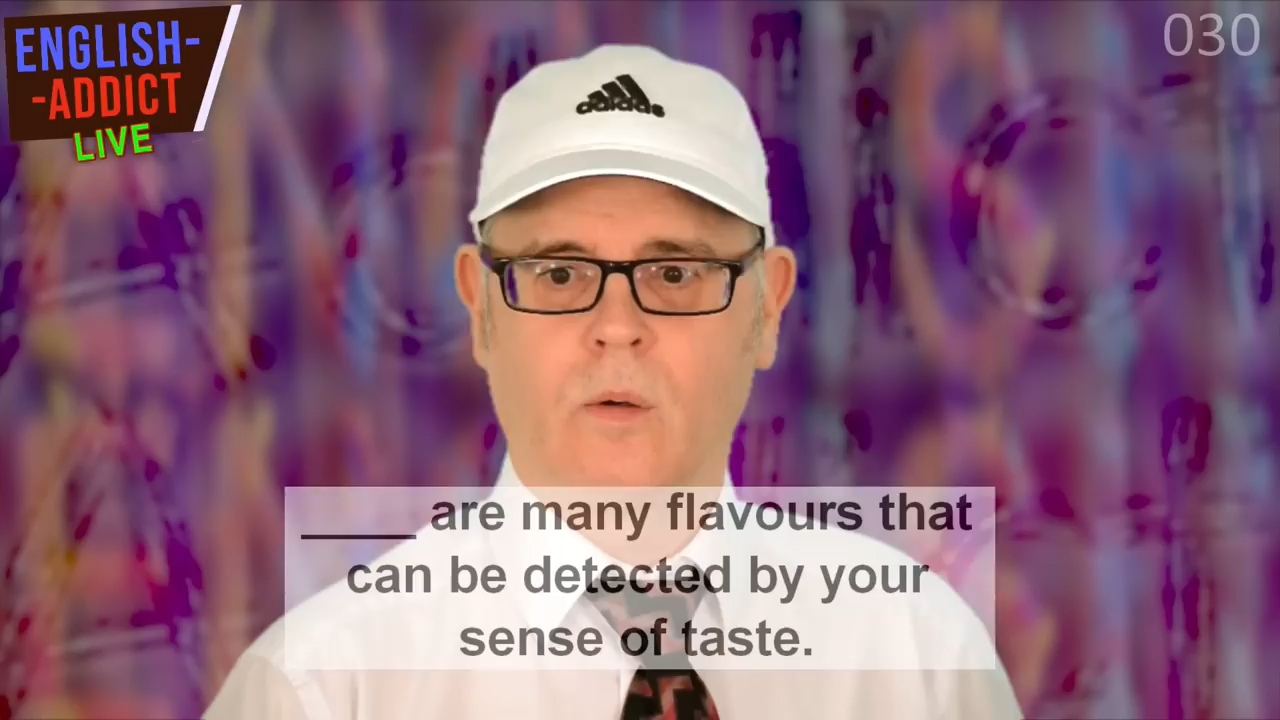 ENGLISH-
-ADDICT
LIVE
030
adidas
_____ are many flavours that
can be detected by your
sense of taste.